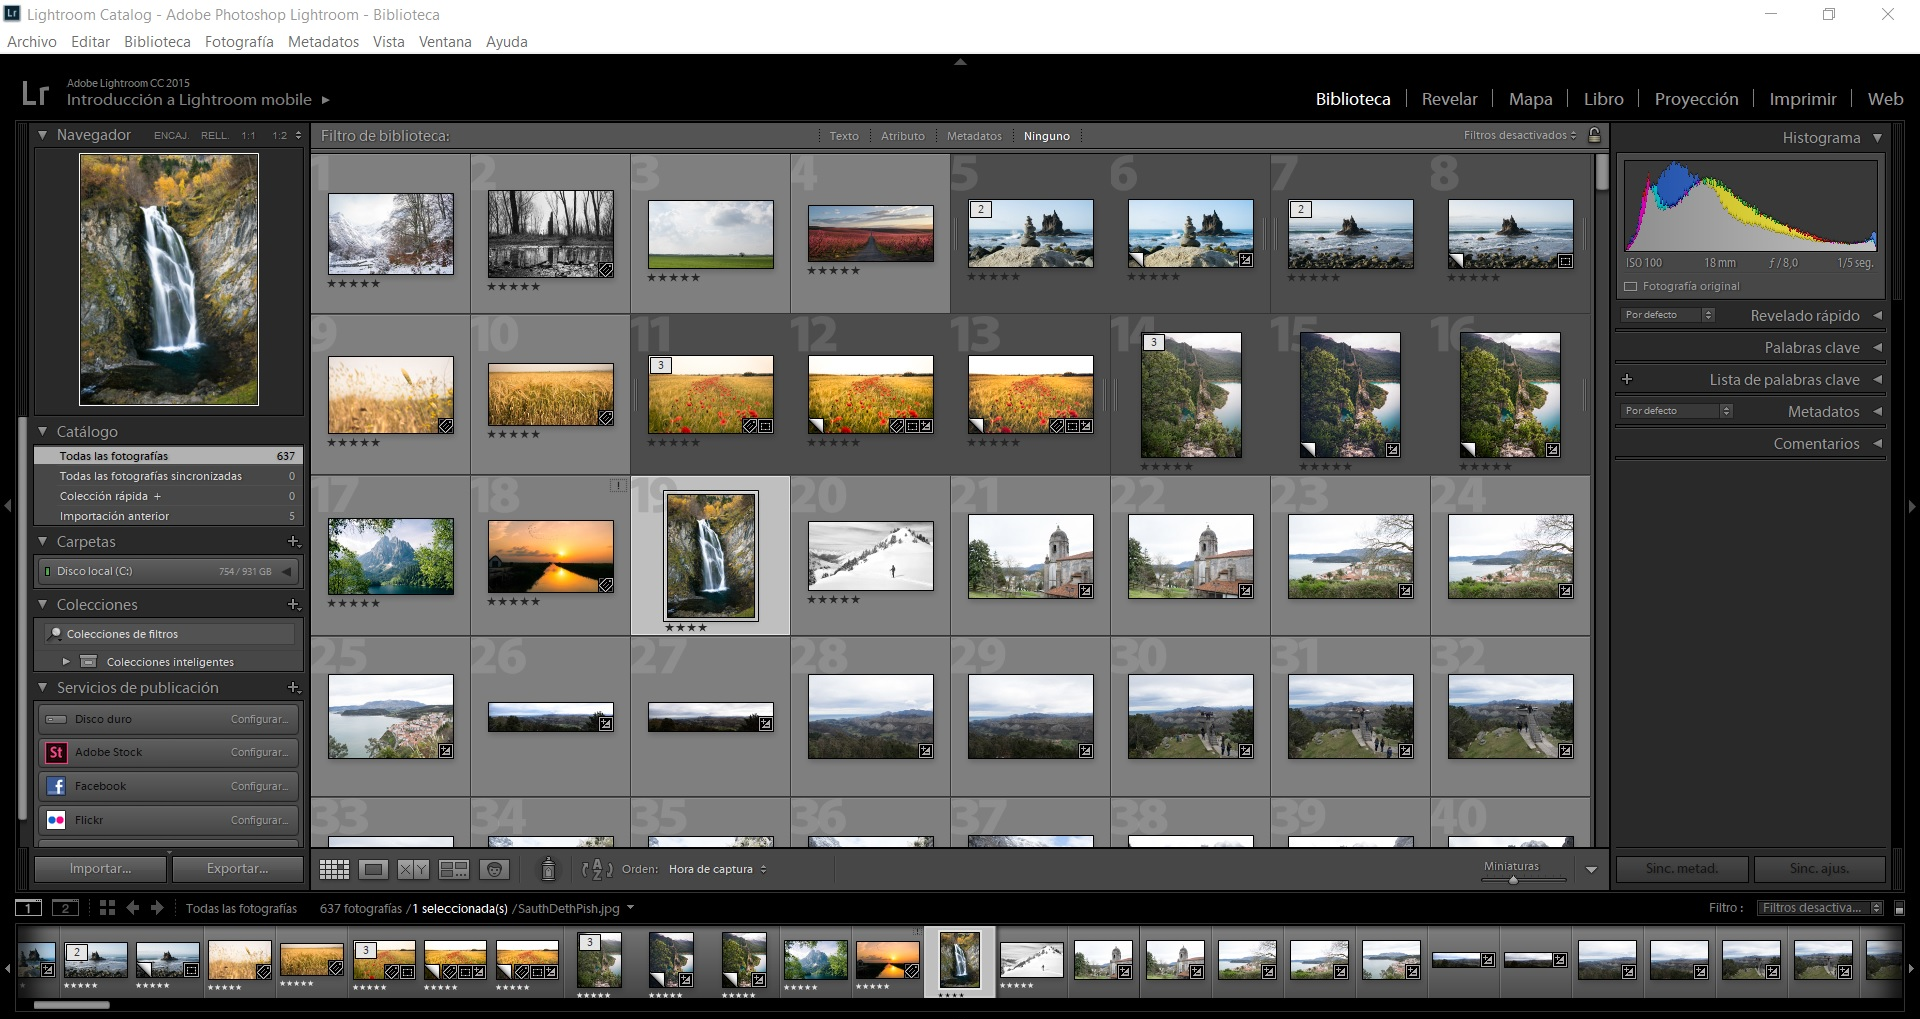 Lightroom Catalog - Adobe Photoshop Lightroom - Biblioteca
Archivo Editar Biblioteca Fotografía Metadatos Vista Ventana Ayuda
Lr Adobe Lightroom CC 2015
Introducción a Lightroom mobile
Biblioteca Revelar Mapa Libro Proyección Imprimir Web
Navegador ENCAJ. RELL. 1:1 1:2
Filtro de biblioteca: Texto Atributo Metadatos Ninguno Filtros desactivados
Histograma
ISO 100 18 mm ƒ / 8,0 1/5 seg.
Fotografía original
Por defecto Revelado rápido
Palabras clave
+ Lista de palabras clave
Por defecto Metadatos
Comentarios
1 2 3 4 5 6 7 8
2 2
9 10 11 12 13 14 15 16
3 3
17 18 19 20 21 22 23 24
25 26 27 28 29 30 31 32
33 34 35 36 37 38 39 40
Catálogo
Todas las fotografías 637
Todas las fotografías sincronizadas 0
Colección rápida + 0
Importación anterior 5
Carpetas
Disco local (C:) 754 / 931 GB
Colecciones
Colecciones de filtros
Colecciones inteligentes
Servicios de publicación
Disco duro Configurar...
St Adobe Stock Configurar...
f Facebook Configurar...
Flickr Configurar...
Importar... Exportar...
XY AZ Orden: Hora de captura Miniaturas
Sinc. metad. Sinc. ajus.
1 2 Todas las fotografías 637 fotografías / 1 seleccionada(s) / SauthDethPish.jpg Filtro : Filtros desactiva...
2 3 3